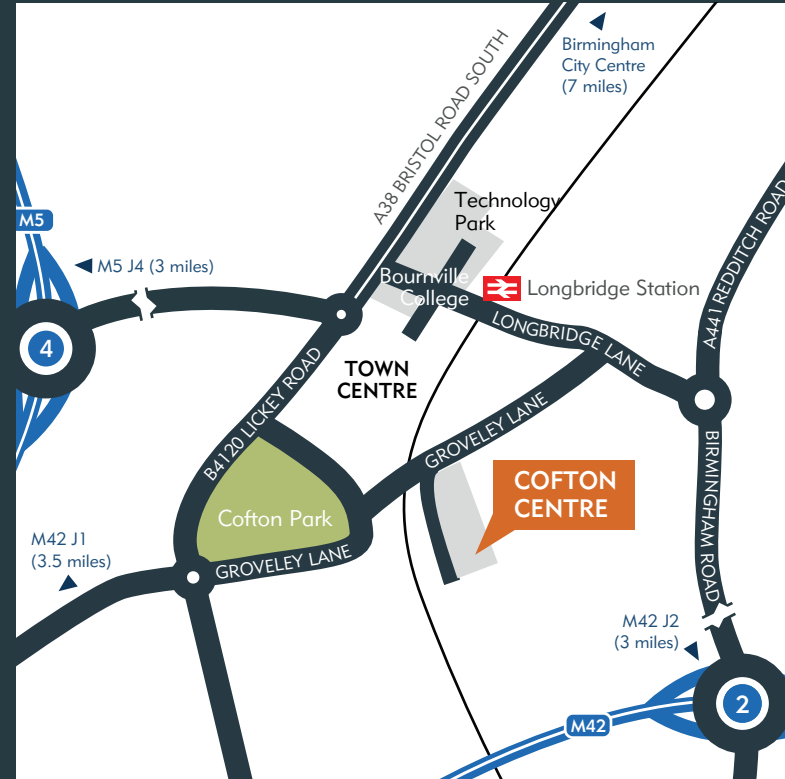 Birmingham
City Centre
(7 miles)
A38 BRISTOL ROAD SOUTH
Technology
Park
M5
M5 J4 (3 miles)
A441 REDDITCH ROAD
Bournville
College
Longbridge Station
LONGBRIDGE LANE
4
TOWN
CENTRE
B4120 LICKEY ROAD
GROVELEY LANE
BIRMINGHAM ROAD
COFTON
CENTRE
Cofton Park
M42 J1
(3.5 miles)
GROVELEY LANE
M42 J2
(3 miles)
2
M42